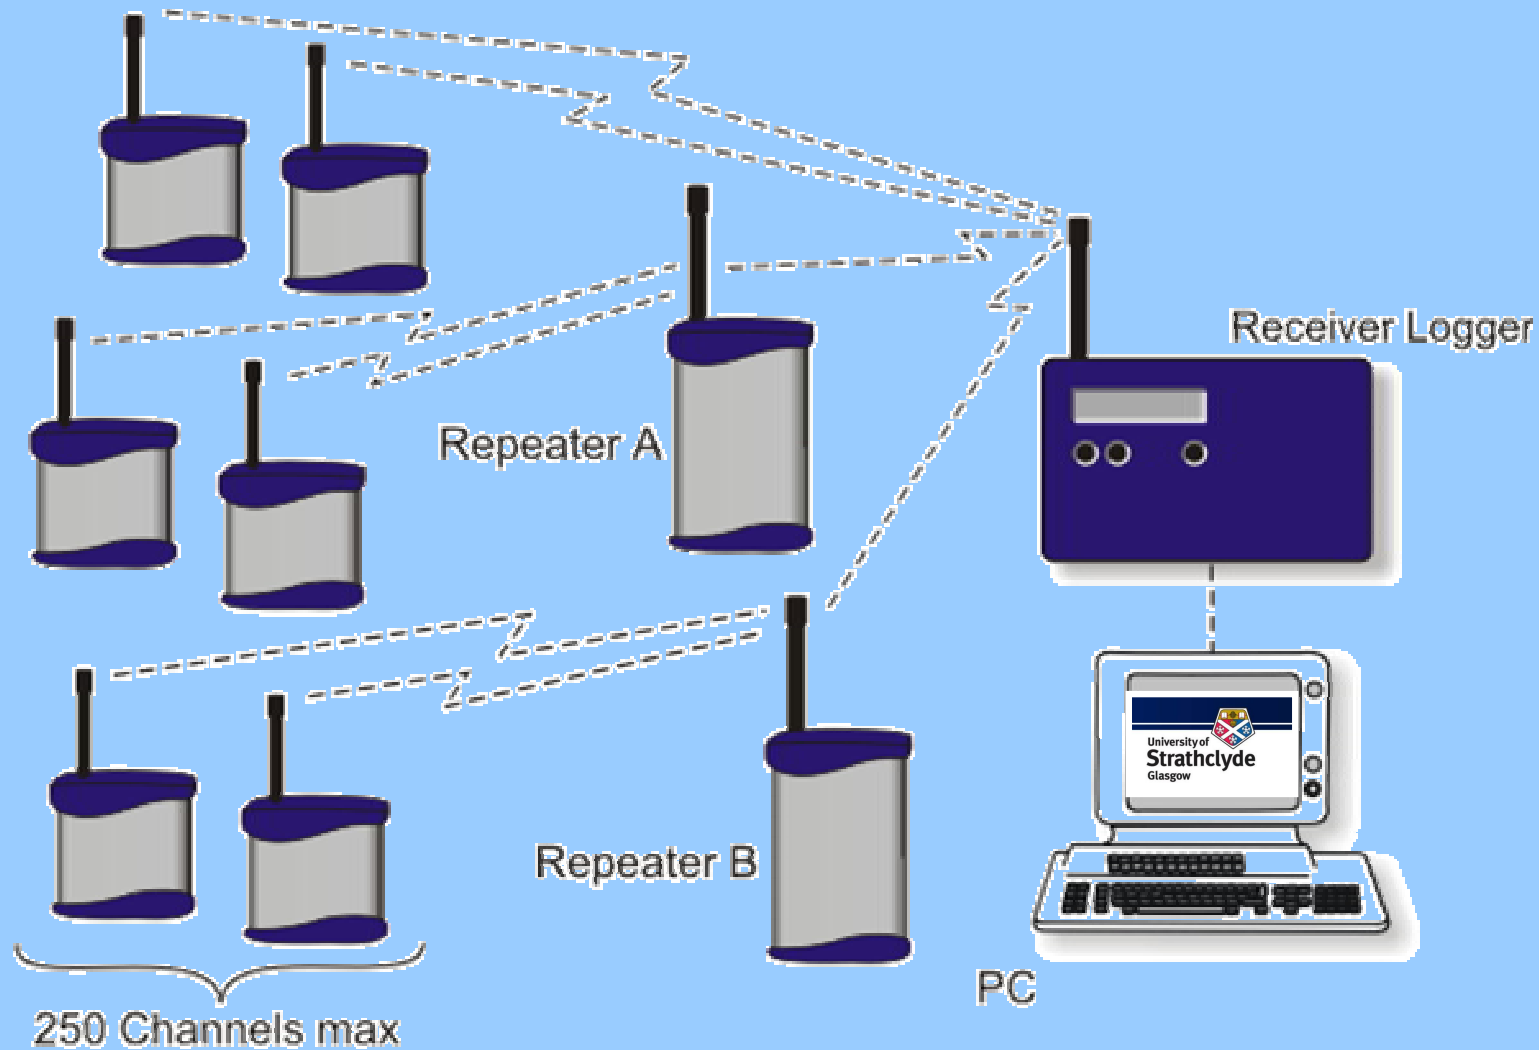 Receiver Logger
Repeater A
University of
Strathclyde
Glasgow
Repeater B
PC
250 Channels max